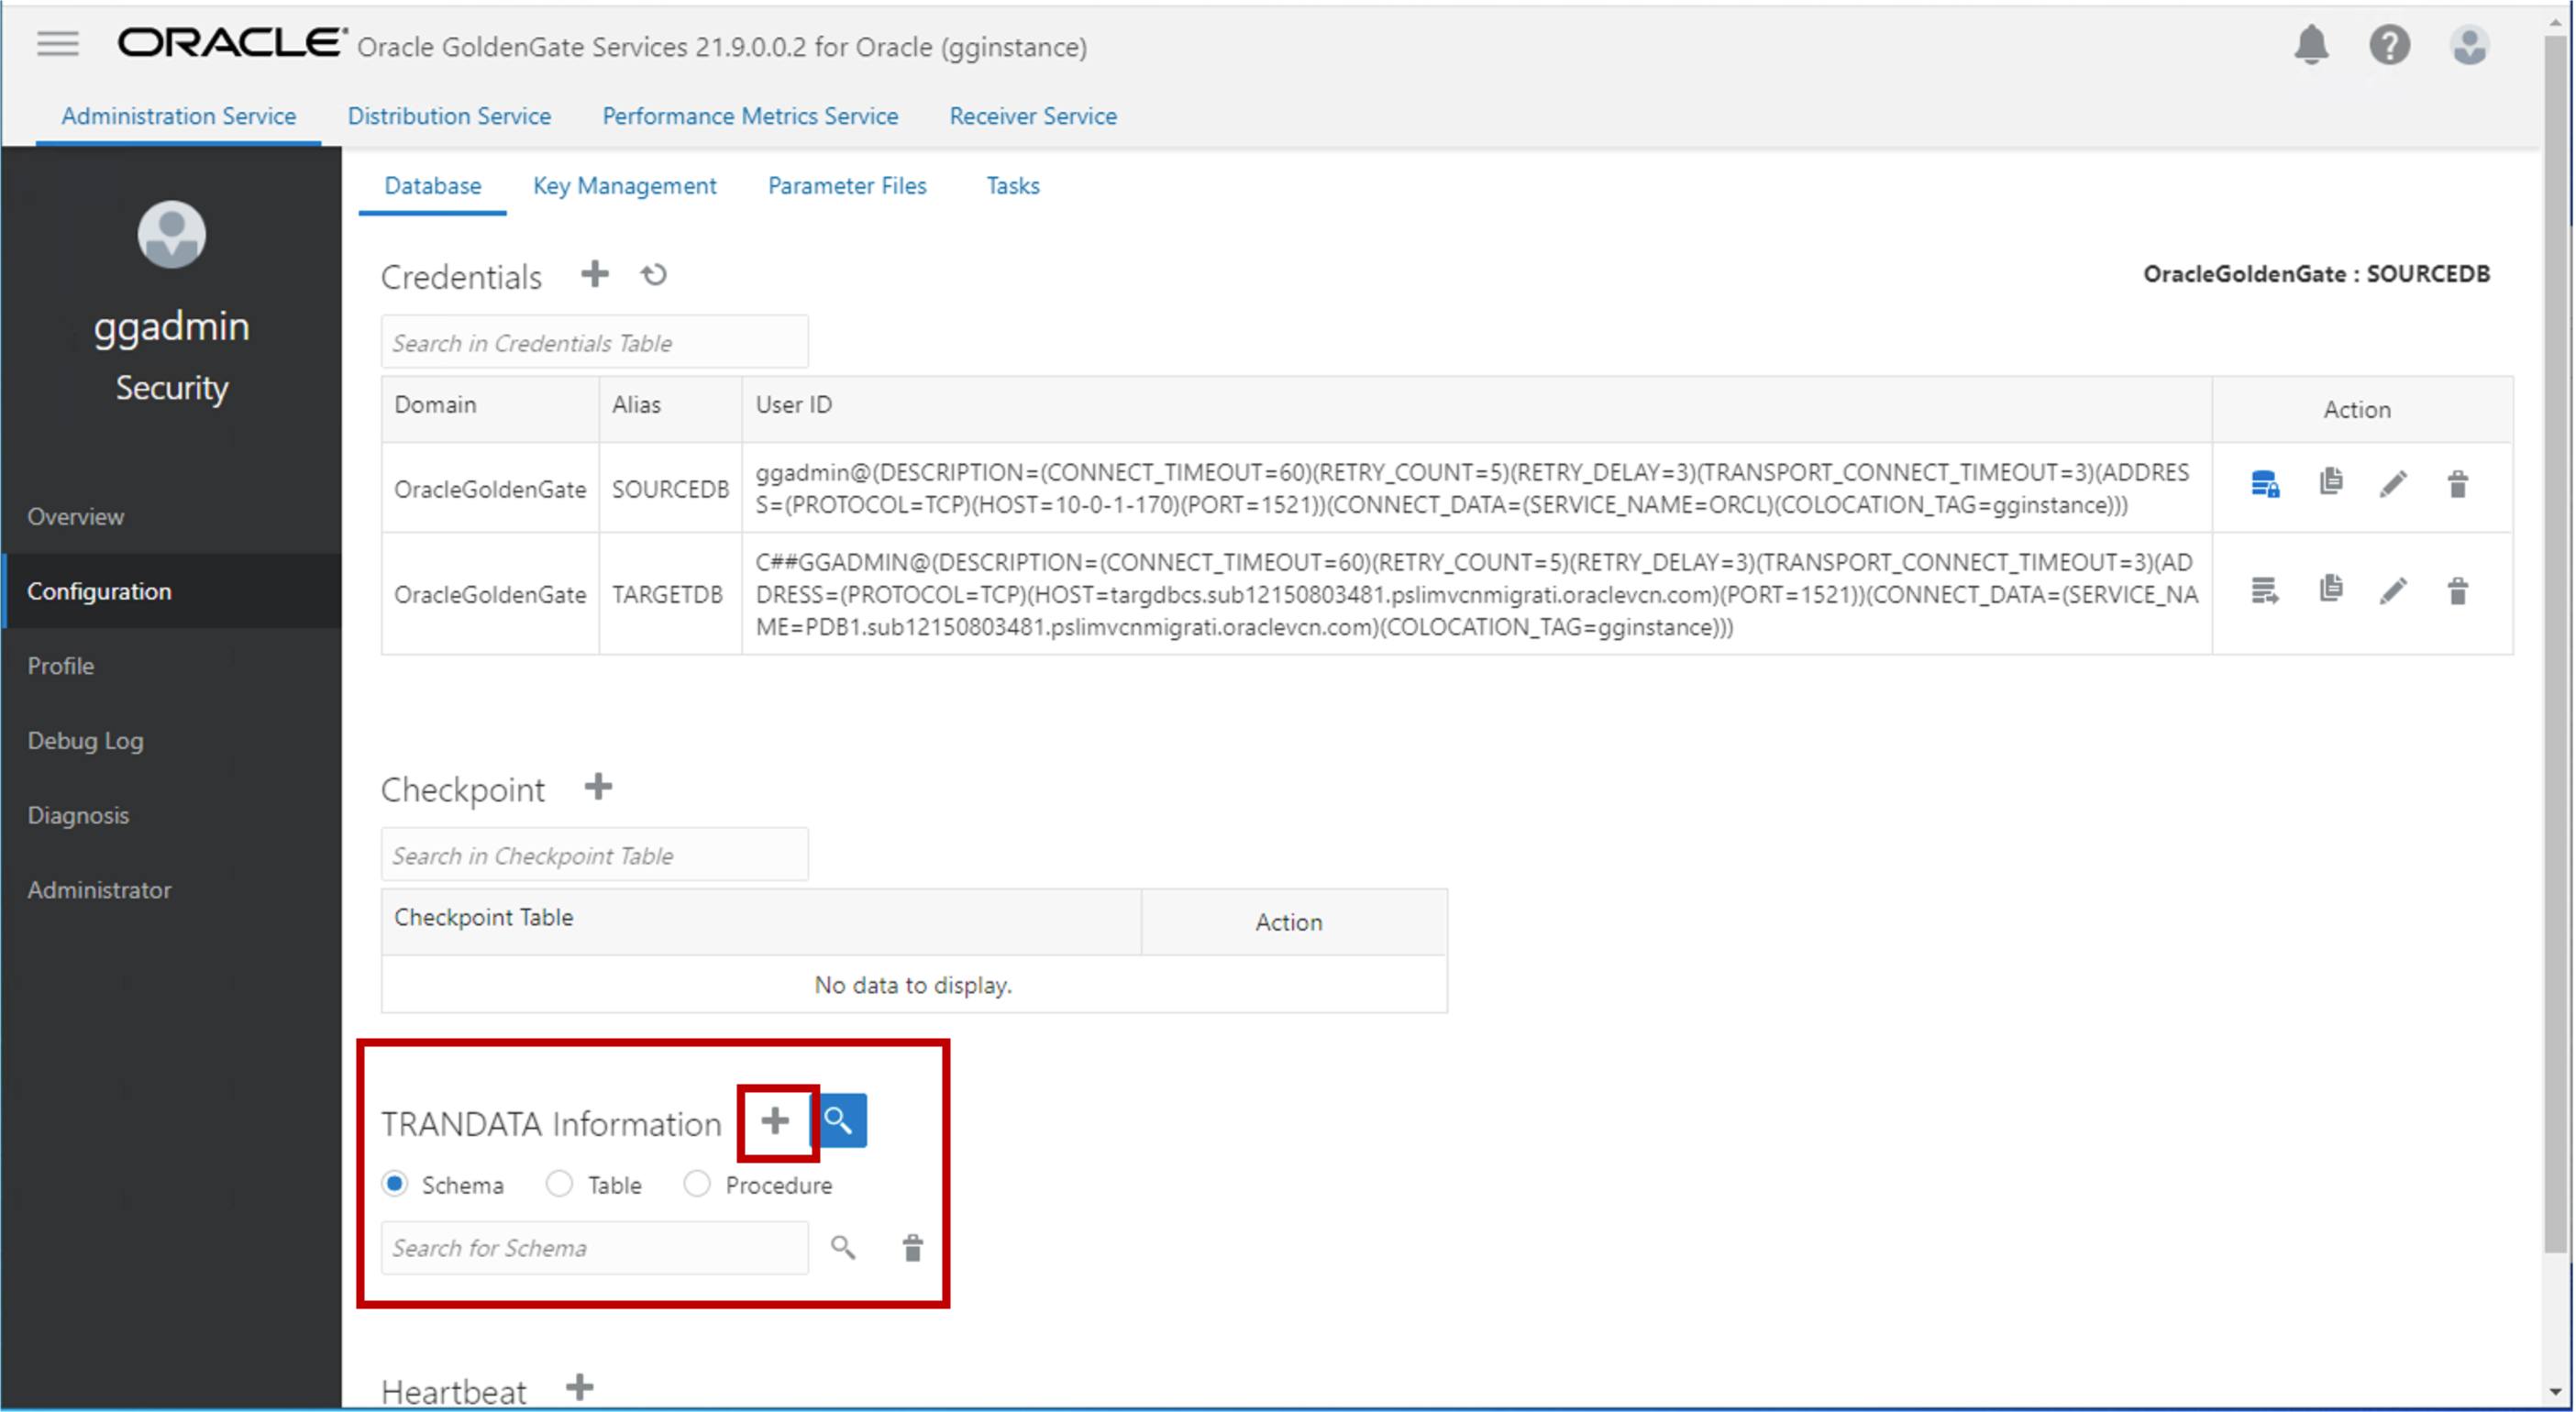 ORACLE® Oracle GoldenGate Services 21.9.0.0.2 for Oracle (gginstance)
Administration Service Distribution Service Performance Metrics Service Receiver Service
ggadmin
Security
Overview
Configuration
Profile
Debug Log
Diagnosis
Administrator
Database Key Management Parameter Files Tasks
Credentials OracleGoldenGate : SOURCEDB
Search in Credentials Table
Domain Alias User ID Action
OracleGoldenGate SOURCEDB ggadmin@(DESCRIPTION=(CONNECT_TIMEOUT=60)(RETRY_COUNT=5)(RETRY_DELAY=3)(TRANSPORT_CONNECT_TIMEOUT=3)(ADDRES
S=(PROTOCOL=TCP)(HOST=10-0-1-170)(PORT=1521))(CONNECT_DATA=(SERVICE_NAME=ORCL)(COLOCATION_TAG=gginstance)))
OracleGoldenGate TARGETDB C##GGADMIN@(DESCRIPTION=(CONNECT_TIMEOUT=60)(RETRY_COUNT=5)(RETRY_DELAY=3)(TRANSPORT_CONNECT_TIMEOUT=3)(AD
DRESS=(PROTOCOL=TCP)(HOST=targdbcs.sub12150803481.pslimvcnmigrati.oraclevcn.com)(PORT=1521))(CONNECT_DATA=(SERVICE_NA
ME=PDB1.sub12150803481.pslimvcnmigrati.oraclevcn.com)(COLOCATION_TAG=gginstance)))
Checkpoint
Search in Checkpoint Table
Checkpoint Table Action
No data to display.
TRANDATA Information
Schema Table Procedure
Search for Schema
Heartbeat